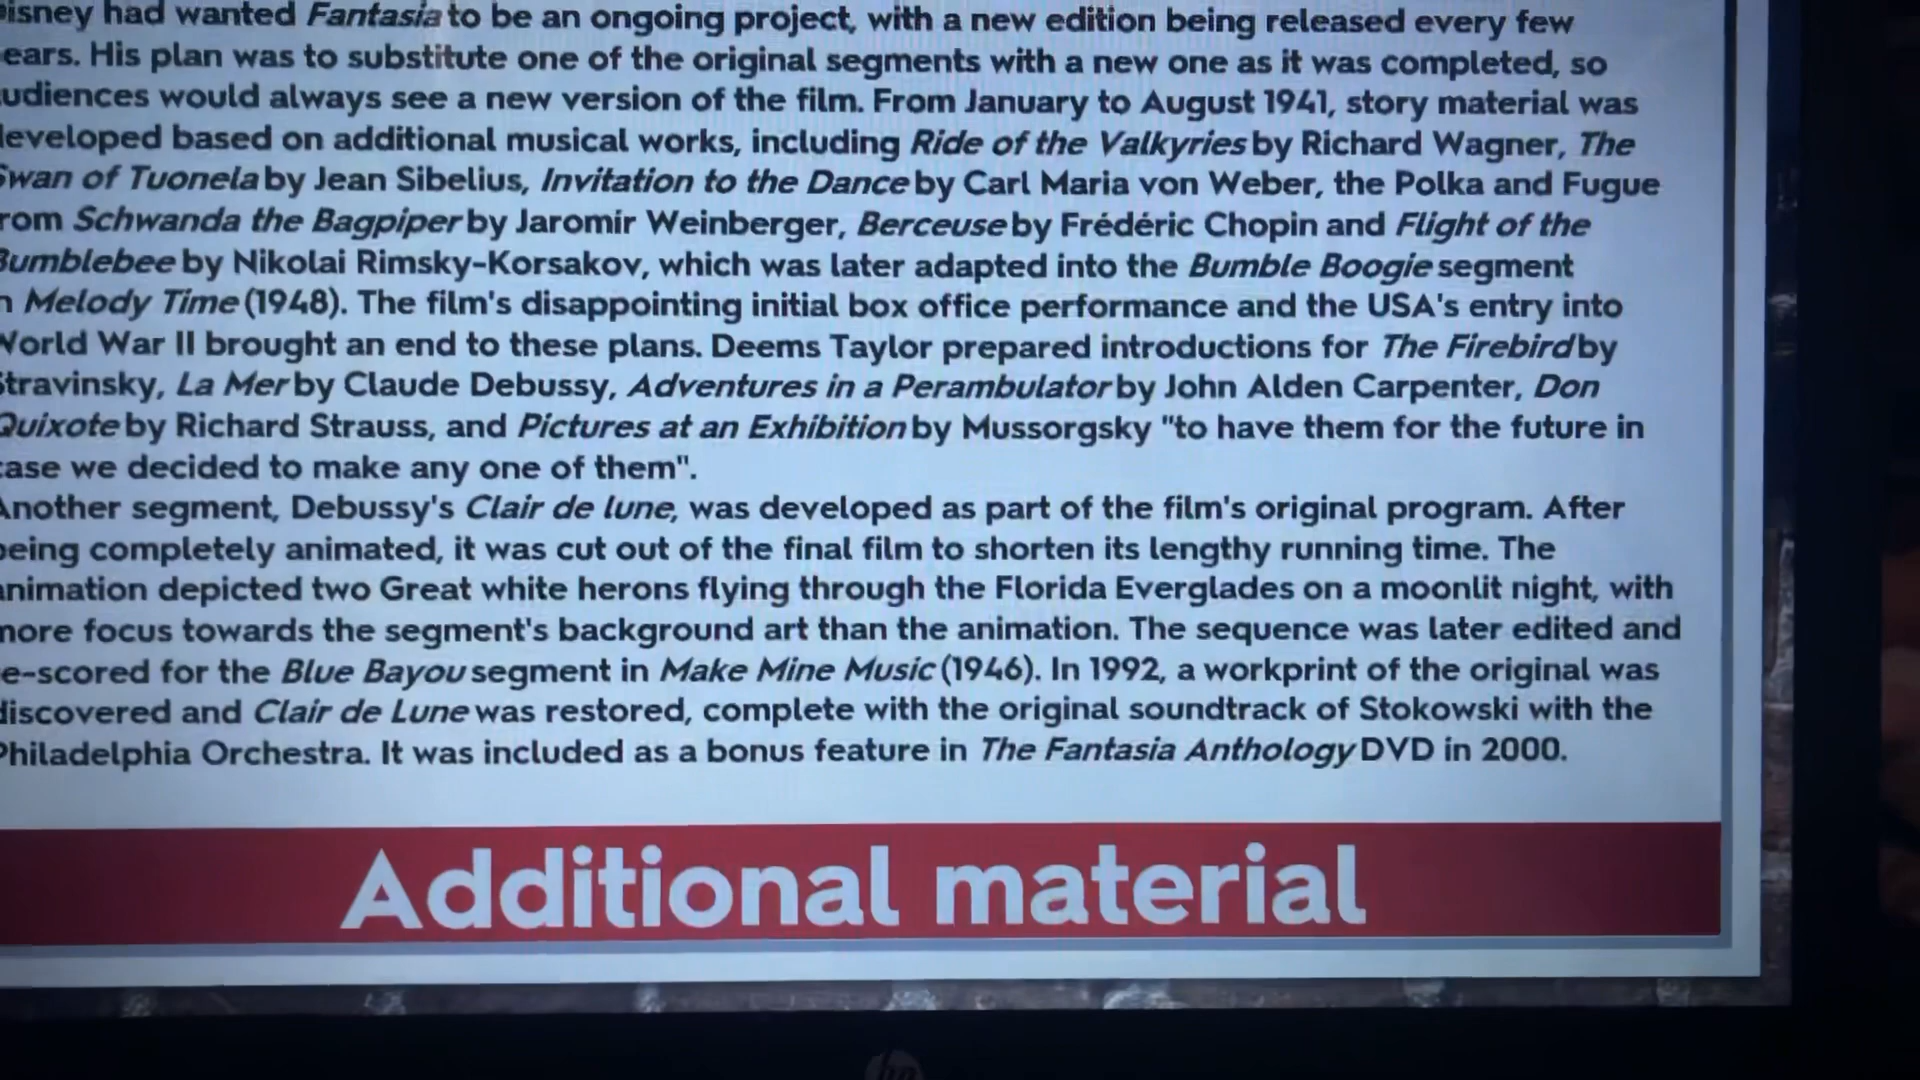 isney had wanted Fantasia to be an ongoing project, with a new edition being released every few
ears. His plan was to substitute one of the original segments with a new one as it was completed, so
udiences would always see a new version of the film. From January to August 1941, story material was
eveloped based on additional musical works, including Ride of the Valkyries by Richard Wagner, The
Swan of Tuonela by Jean Sibelius, Invitation to the Dance by Carl Maria von Weber, the Polka and Fugue
rom Schwanda the Bagpiper by Jaromír Weinberger, Berceuse by Frédéric Chopin and Flight of the
Bumblebee by Nikolai Rimsky-Korsakov, which was later adapted into the Bumble Boogie segment
n Melody Time (1948). The film's disappointing initial box office performance and the USA's entry into
World War II brought an end to these plans. Deems Taylor prepared introductions for The Firebird by
Stravinsky, La Mer by Claude Debussy, Adventures in a Perambulator by John Alden Carpenter, Don
Quixote by Richard Strauss, and Pictures at an Exhibition by Mussorgsky "to have them for the future in
case we decided to make any one of them".
Another segment, Debussy's Clair de lune, was developed as part of the film's original program. After
being completely animated, it was cut out of the final film to shorten its lengthy running time. The
animation depicted two Great white herons flying through the Florida Everglades on a moonlit night, with
more focus towards the segment's background art than the animation. The sequence was later edited and
e-scored for the Blue Bayou segment in Make Mine Music (1946). In 1992, a workprint of the original was
discovered and Clair de Lune was restored, complete with the original soundtrack of Stokowski with the
Philadelphia Orchestra. It was included as a bonus feature in The Fantasia Anthology DVD in 2000.
Additional material
hp